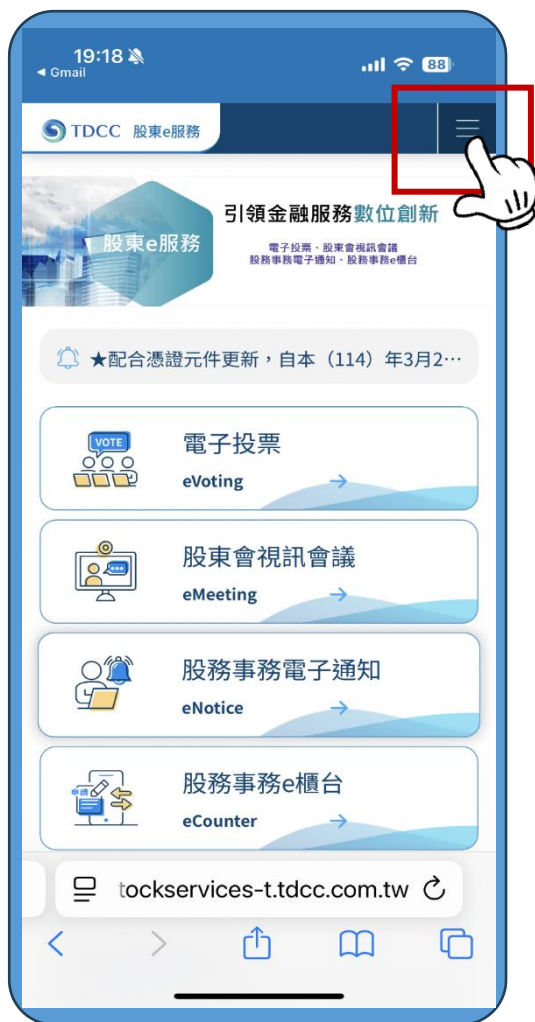 19:18
88
◀ Gmail
TDCC 股東e服務
股東e服務
引領金融服務數位創新
電子投票、股東會視訊會議
股務事務電子通知、股務事務e櫃台
★配合憑證元件更新，自本（114）年3月2…
VOTE
電子投票
eVoting
股東會視訊會議
eMeeting
股務事務電子通知
eNotice
申請
股務事務e櫃台
eCounter
tockservices-t.tdcc.com.tw